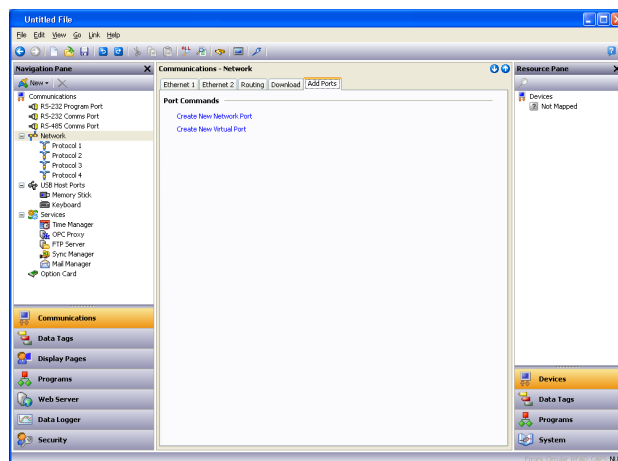 Untitled File
File Edit View Go Link Help
Navigation Pane
New
Communications
RS-232 Program Port
RS-232 Comms Port
RS-485 Comms Port
Network
Protocol 1
Protocol 2
Protocol 3
Protocol 4
USB Host Ports
Memory Stick
Keyboard
Services
Time Manager
OPC Proxy
FTP Server
Sync Manager
Mail Manager
Option Card
Communications
Data Tags
Display Pages
Programs
Web Server
Data Logger
Security
Communications - Network
Ethernet 1 Ethernet 2 Routing Download Add Ports
Port Commands
Create New Network Port
Create New Virtual Port
Resource Pane
Devices
Not Mapped
Devices
Data Tags
Programs
System